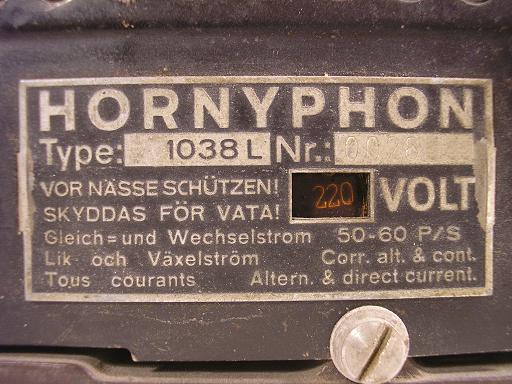 HORNYPHON
Type: 1038 L Nr.:
VOR NÄSSE SCHÜTZEN!
SKYDDAS FÖR VATA!
220 VOLT
Gleich= und Wechselstrom 50-60 P/S
Lik och Växelström Corr. alt. & cont.
Tous courants Altern. & direct current.